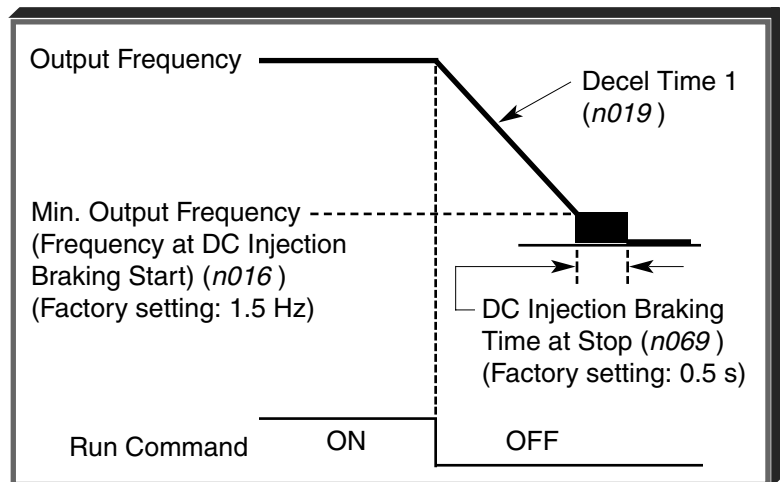 Output Frequency
Decel Time 1
(n019 )
Min. Output Frequency
(Frequency at DC Injection
Braking Start) (n016 )
(Factory setting: 1.5 Hz)
DC Injection Braking
Time at Stop (n069 )
(Factory setting: 0.5 s)
Run Command
ON
OFF